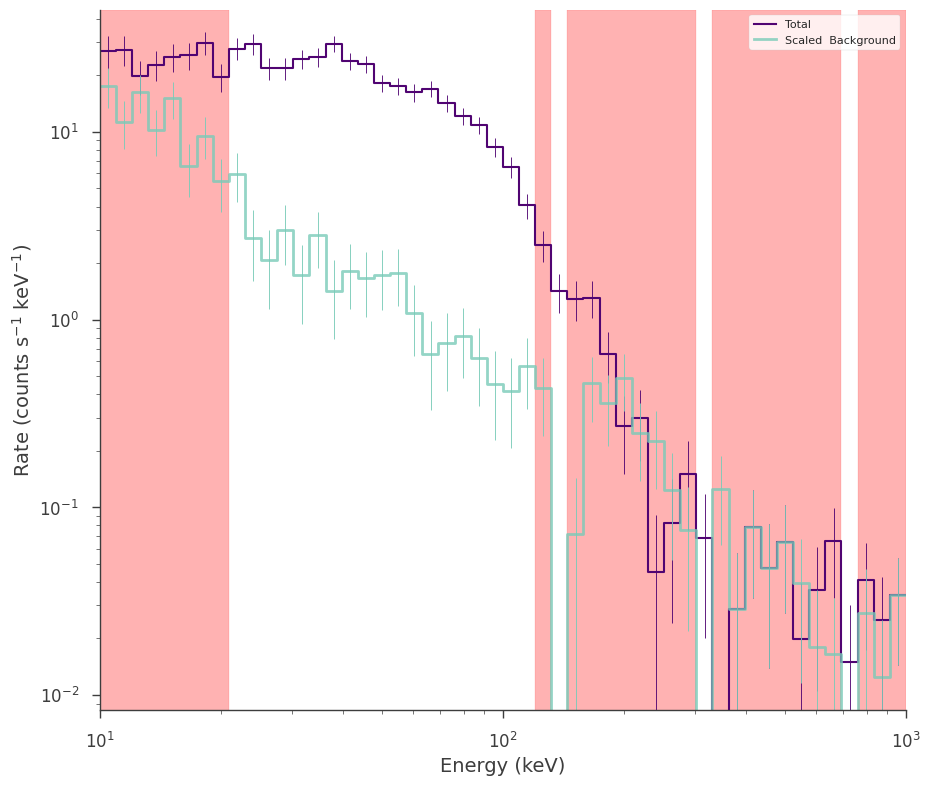 Total
Scaled  Background
Rate (counts s⁻¹ keV⁻¹)
10¹
10⁰
10⁻¹
10⁻²
10¹
10²
10³
Energy (keV)